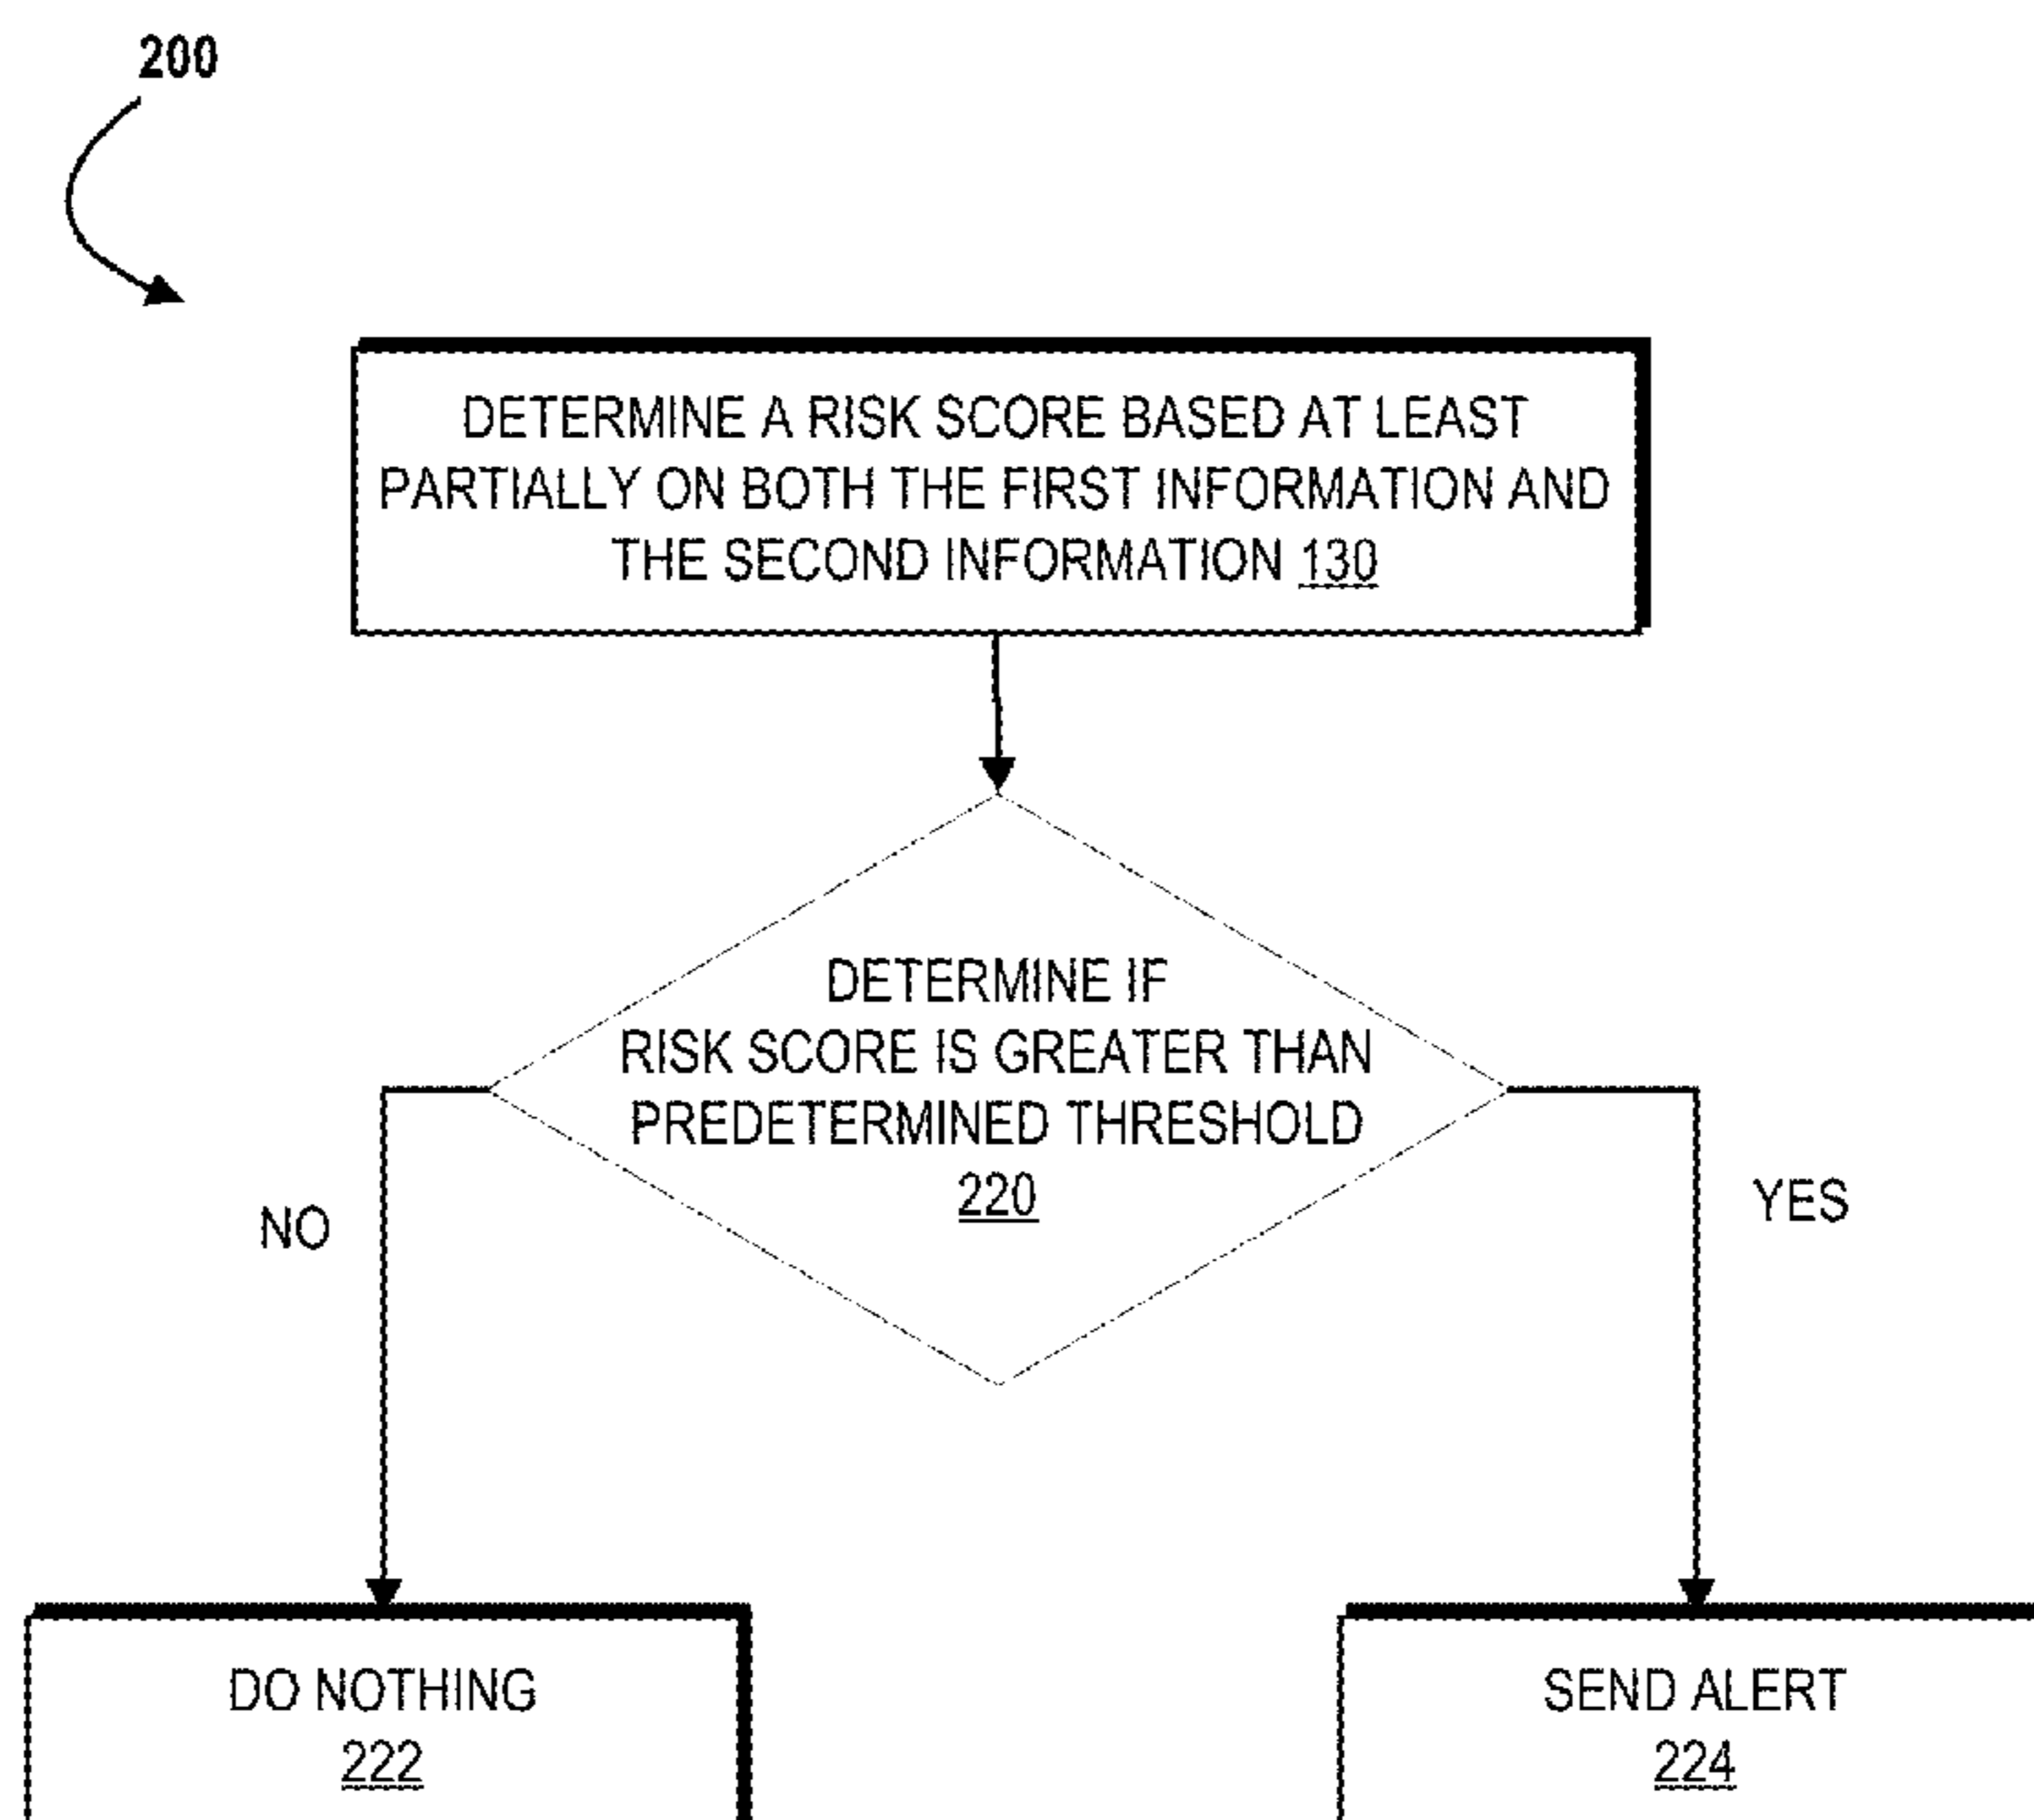 200
DETERMINE A RISK SCORE BASED AT LEAST
PARTIALLY ON BOTH THE FIRST INFORMATION AND
THE SECOND INFORMATION 130
DETERMINE IF
RISK SCORE IS GREATER THAN
PREDETERMINED THRESHOLD
220
NO
YES
DO NOTHING
222
SEND ALERT
224